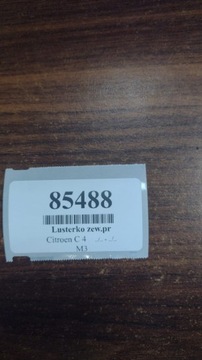 85488
Lusterko zew.pr
Citroen C 4
M3